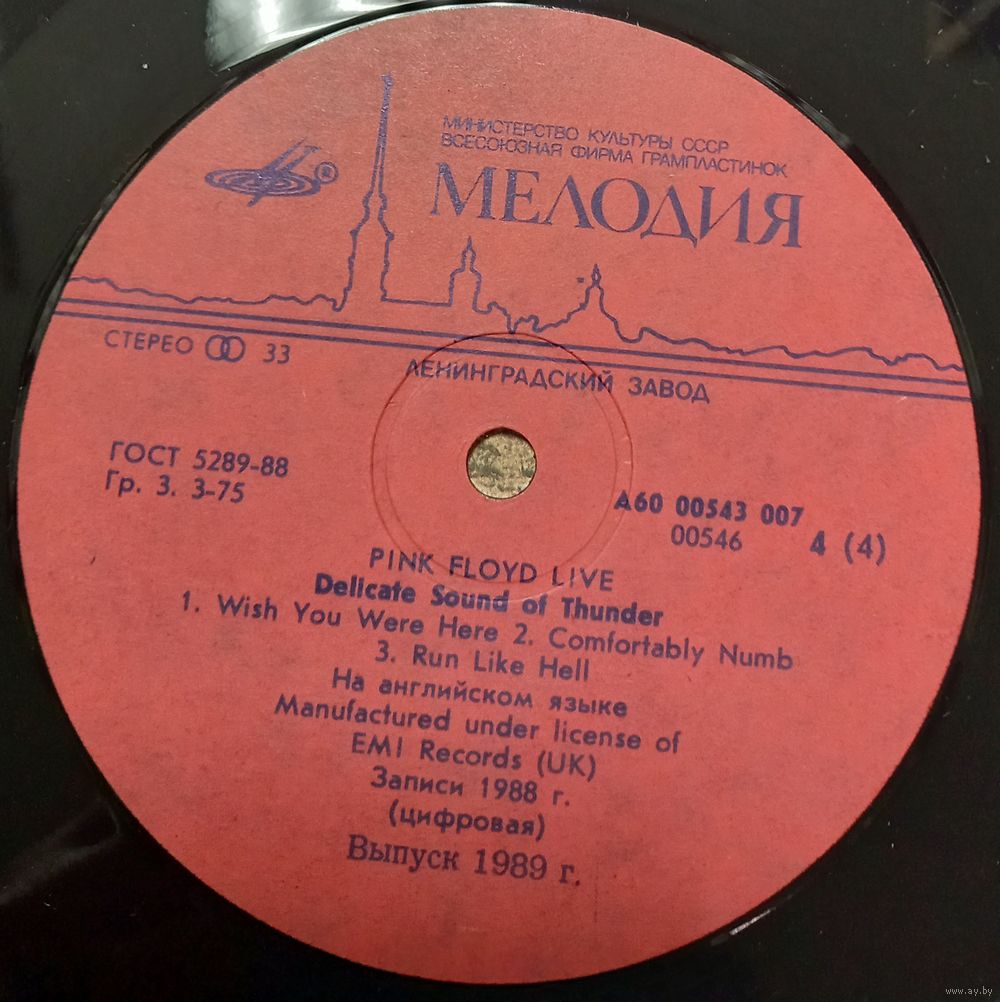 МИНИСТЕРСТВО КУЛЬТУРЫ СССР
ВСЕСОЮЗНАЯ ФИРМА ГРАМПЛАСТИНОК
МЕЛОДИЯ
®
СТЕРЕО 33
ЛЕНИНГРАДСКИЙ ЗАВОД
ГОСТ 5289-88
Гр. 3. 3-75
А60 00543 007
00546 4 (4)
PINK FLOYD LIVE
Delicate Sound of Thunder
1. Wish You Were Here 2. Comfortably Numb
3. Run Like Hell
На английском языке
Manufactured under license of
EMI Records (UK)
Записи 1988 г.
(цифровая)
Выпуск 1989 г.
www.ay.by